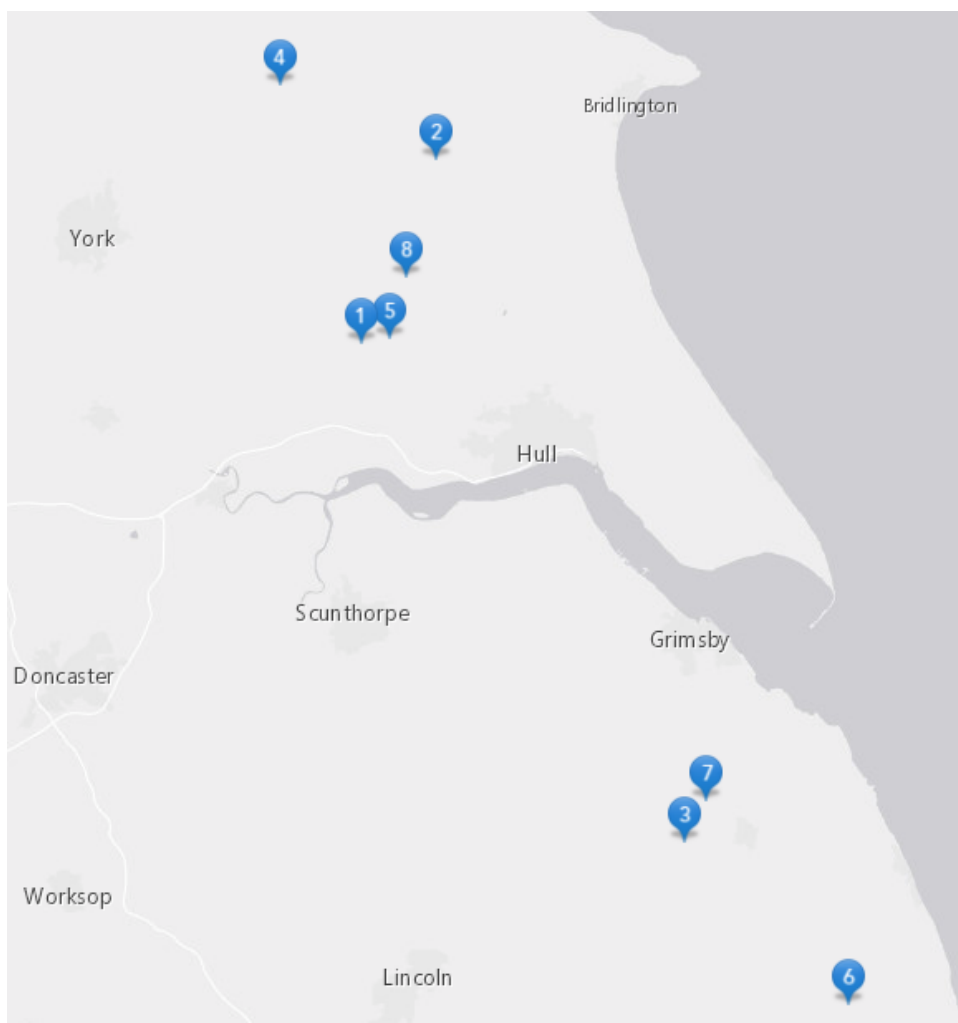 4
Bridlington
2
York
8
1
5
Hull
Scunthorpe
Grimsby
Doncaster
7
3
Worksop
Lincoln
6